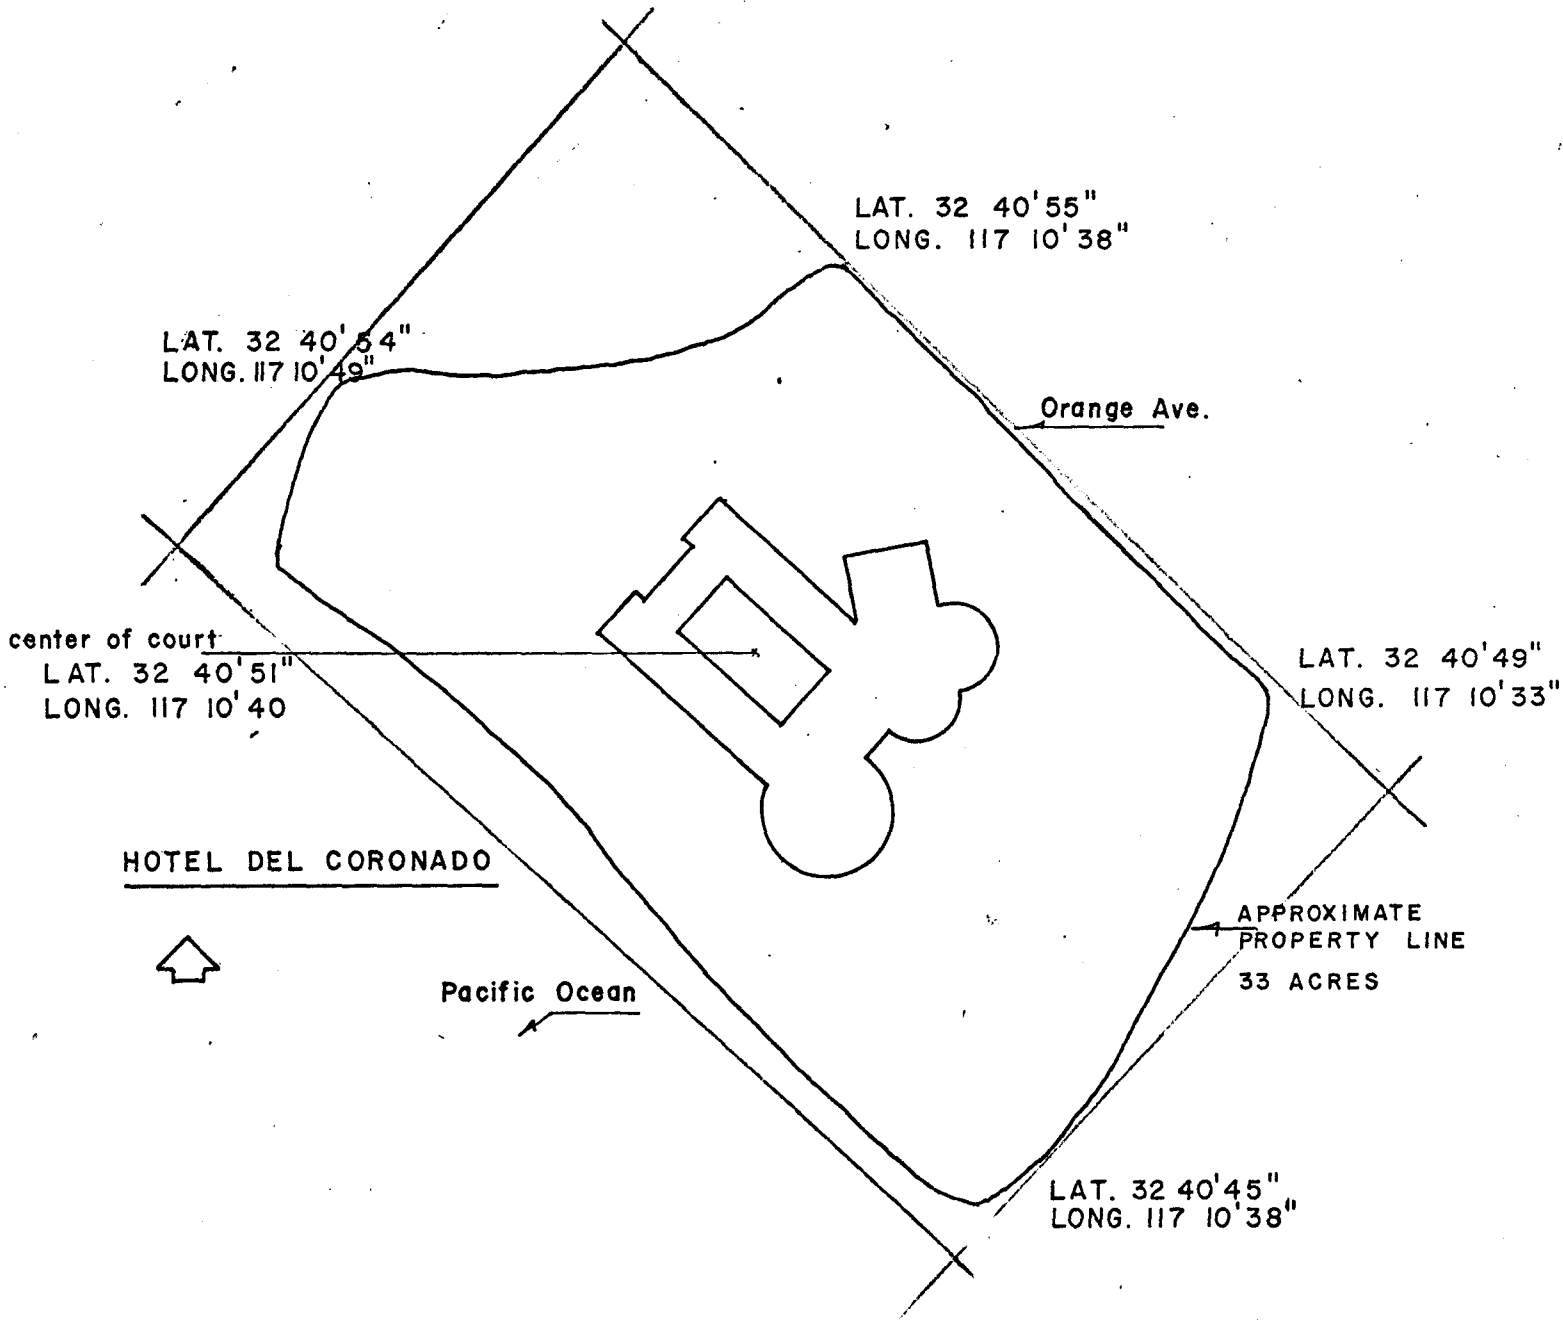 LAT. 32 40'55"
LONG. 117 10'38"
LAT. 32 40'54"
LONG. 117 10'49"
Orange Ave.
center of court
LAT. 32 40'51"
LONG. 117 10'40
LAT. 32 40'49"
LONG. 117 10'33"
HOTEL DEL CORONADO
APPROXIMATE
PROPERTY LINE
33 ACRES
Pacific Ocean
LAT. 32 40'45"
LONG. 117 10'38"